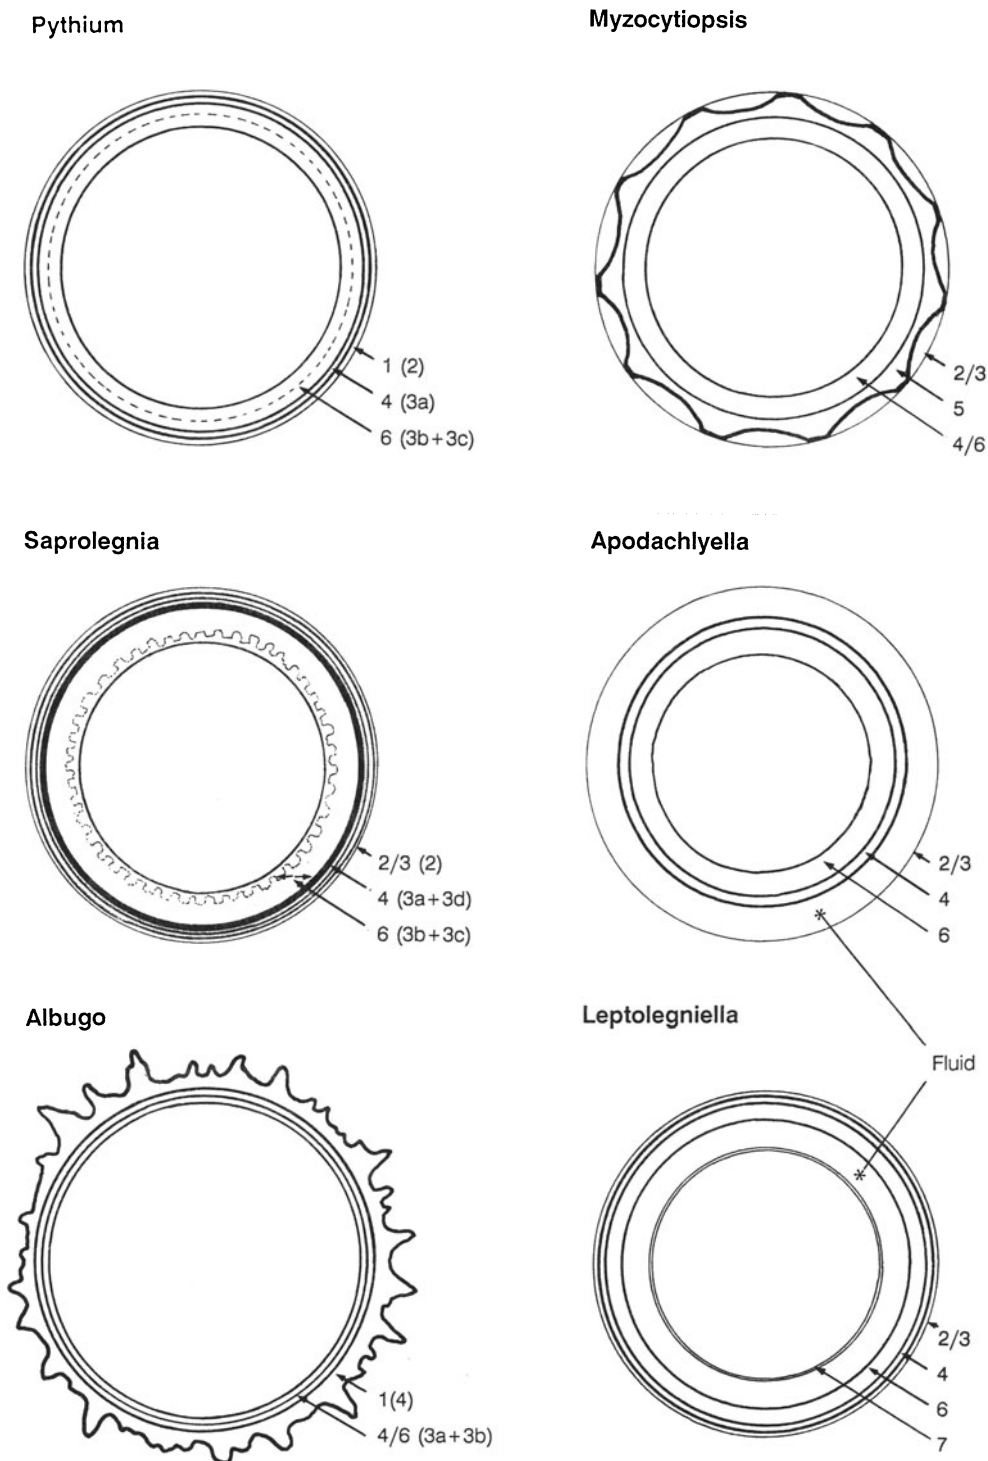 Pythium
Myzocytiopsis
1 (2)
4 (3a)
6 (3b+3c)
2/3
5
4/6
Saprolegnia
Apodachlyella
2/3 (2)
4 (3a+3d)
6 (3b+3c)
2/3
4
6
*
Albugo
Leptolegniella
Fluid
*
1(4)
4/6 (3a+3b)
2/3
4
6
7